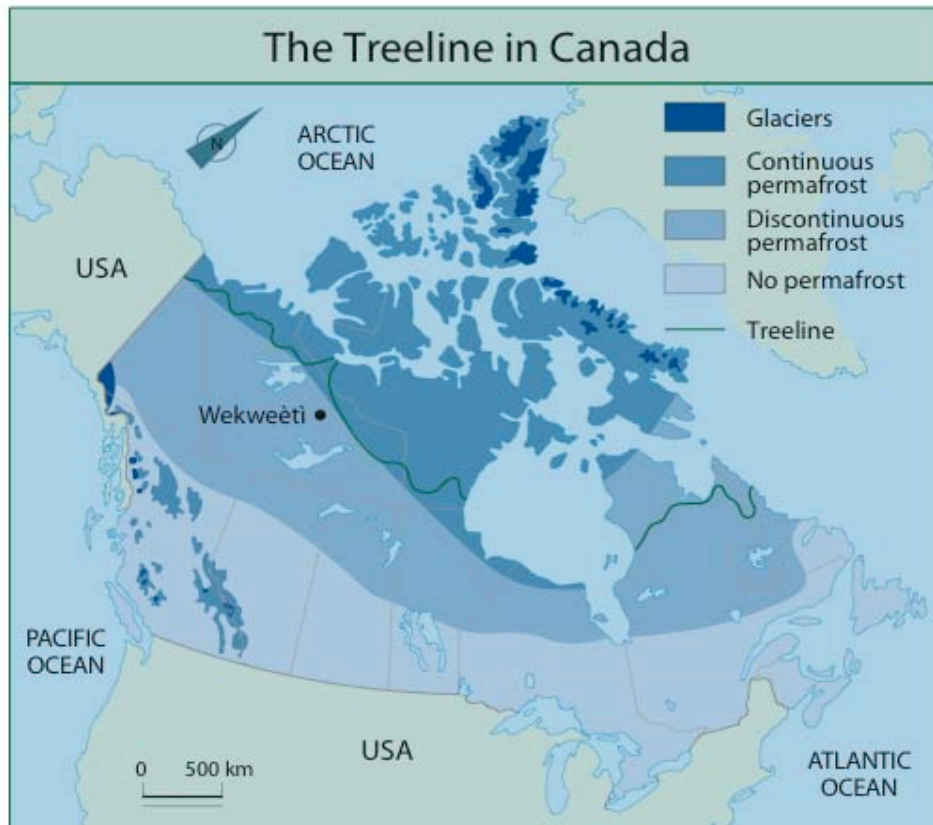 The Treeline in Canada
N
ARCTIC
OCEAN
Glaciers
Continuous
permafrost
Discontinuous
permafrost
No permafrost
Treeline
USA
Wekweètì
PACIFIC
OCEAN
USA
0 500 km
ATLANTIC
OCEAN